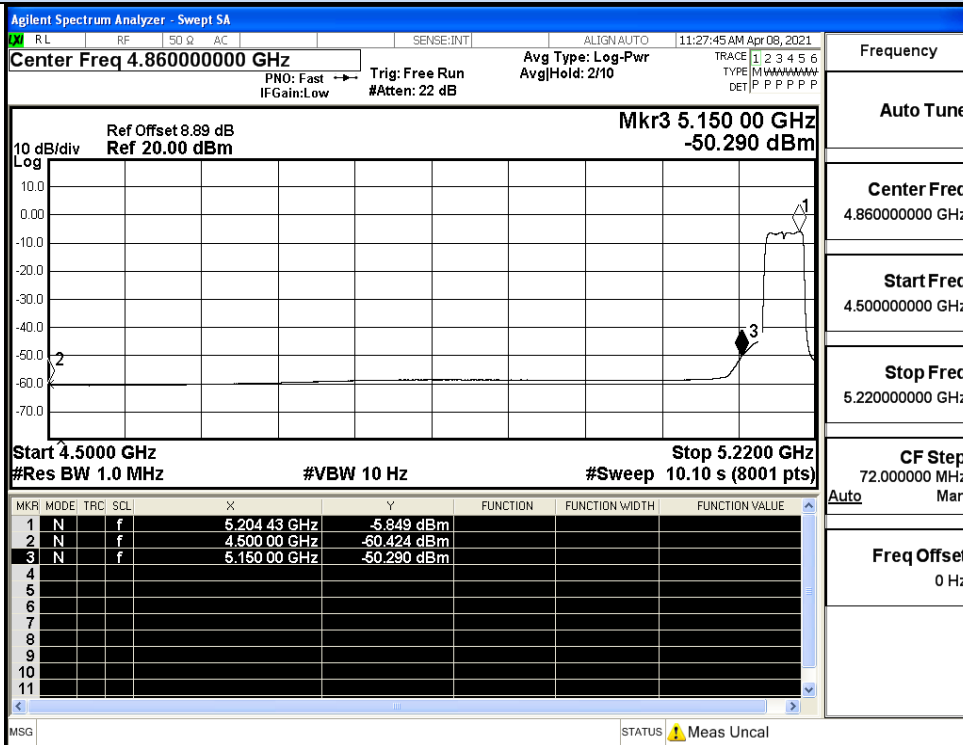 Agilent Spectrum Analyzer - Swept SA
LXI RL RF 50 Ω AC SENSE:INT ALIGN AUTO 11:27:45 AM Apr 08, 2021
Center Freq 4.860000000 GHz
PNO: Fast
IFGain:Low
Trig: Free Run
#Atten: 22 dB
Avg Type: Log-Pwr
Avg|Hold: 2/10
TRACE 1 2 3 4 5 6
TYPE M WWWWW
DET P P P P P P
Mkr3 5.150 00 GHz
-50.290 dBm
Ref Offset 8.89 dB
10 dB/div Ref 20.00 dBm
Log
10.0
0.00
-10.0
-20.0
-30.0
-40.0
-50.0
-60.0
-70.0
1
2
3
Start 4.5000 GHz Stop 5.2200 GHz
#Res BW 1.0 MHz #VBW 10 Hz #Sweep 10.10 s (8001 pts)
MKR MODE TRC SCL X Y FUNCTION FUNCTION WIDTH FUNCTION VALUE
1 N f 5.204 43 GHz -5.849 dBm
2 N f 4.500 00 GHz -60.424 dBm
3 N f 5.150 00 GHz -50.290 dBm
4
5
6
7
8
9
10
11
MSG STATUS Meas Uncal
Frequency
Auto Tune
Center Freq
4.860000000 GHz
Start Freq
4.500000000 GHz
Stop Freq
5.220000000 GHz
CF Step
72.000000 MHz
Auto Man
Freq Offset
0 Hz